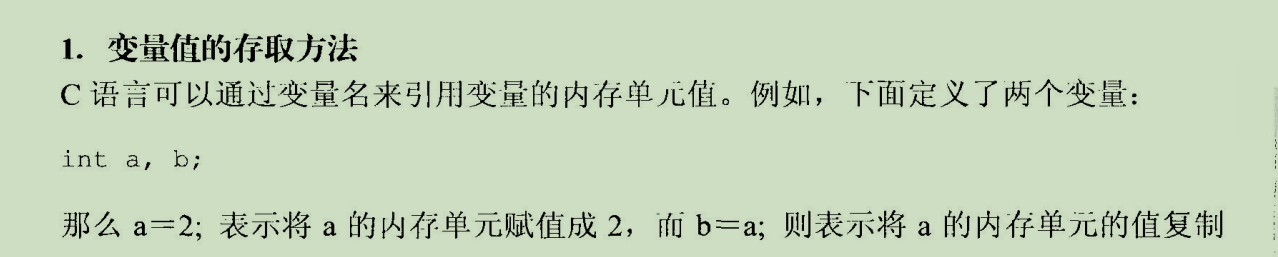 1. 变量值的存取方法
C 语言可以通过变量名来引用变量的内存单元值。例如，下面定义了两个变量：
int a, b;
那么 a=2; 表示将 a 的内存单元赋值成 2，而 b=a; 则表示将 a 的内存单元的值复制